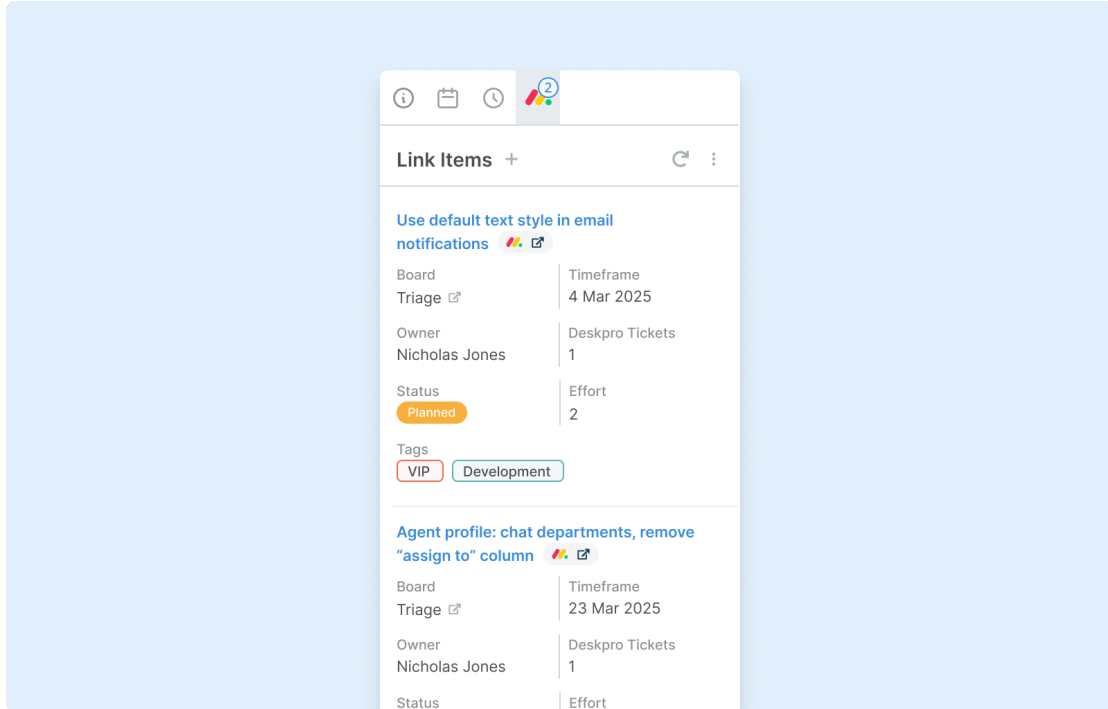 2
Link Items
Use default text style in email
notifications
Board
Timeframe
Triage
4 Mar 2025
Owner
Deskpro Tickets
Nicholas Jones
1
Status
Effort
Planned
2
Tags
VIP
Development
Agent profile: chat departments, remove
“assign to” column
Board
Timeframe
Triage
23 Mar 2025
Owner
Deskpro Tickets
Nicholas Jones
1
Status
Effort